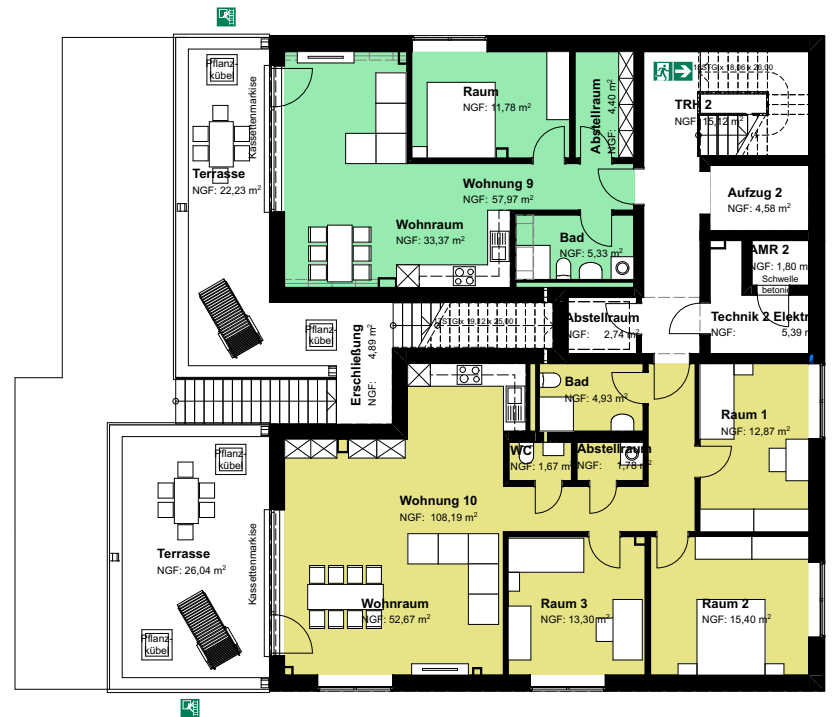 Pflanz-
kübel
Kassettenmarkise
Terrasse
NGF: 22,23 m²
Raum
NGF: 11,78 m²
Abstellraum
NGF: 4,40 m²
18STGx 18,06 x 26,00
TRH 2
NGF: 15,12 m²
Wohnung 9
NGF: 57,97 m²
Aufzug 2
NGF: 4,58 m²
Wohnraum
NGF: 33,37 m²
Bad
NGF: 5,33 m²
AMR 2
NGF: 1,80 m
Schwelle
betonie
Pflanz-
kübel
Erschließung
NGF: 4,89 m²
Abstellraum
NGF: 2,74 m²
Technik 2 Elektr
NGF: 5,39
Bad
NGF: 4,93 m²
Raum 1
NGF: 12,87 m²
Pflanz-
kübel
WC
NGF: 1,67 m²
Abstellraum
NGF: 1,78 m²
Wohnung 10
NGF: 108,19 m²
Kassettenmarkise
Terrasse
NGF: 26,04 m²
Wohnraum
NGF: 52,67 m²
Raum 3
NGF: 13,30 m²
Raum 2
NGF: 15,40 m²
Pflanz-
kübel